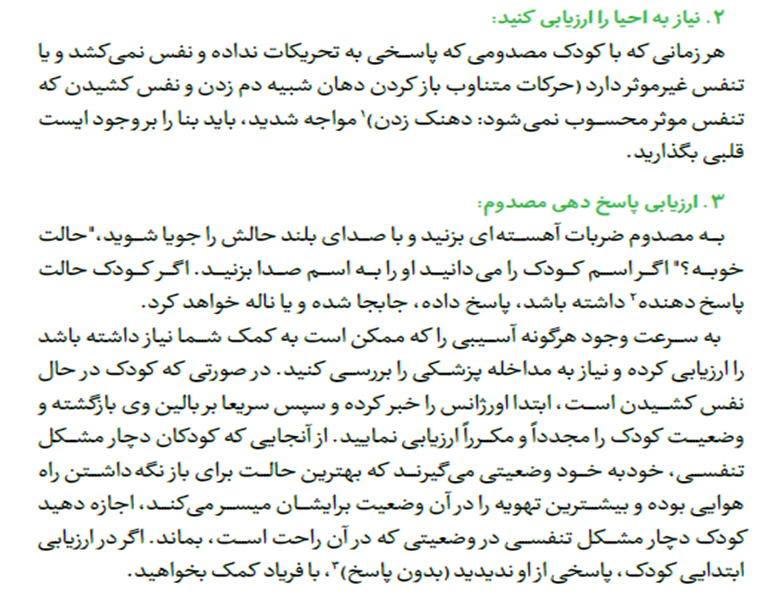 ۲. نیاز به احیا را ارزیابی کنید:
هر زمانی که با کودک مصدومی که پاسخی به تحریکات نداده و نفس نمی‌کشد و یا
تنفس غیرموثر دارد (حرکات متناوب باز کردن دهان شبیه دم زدن و نفس کشیدن که
تنفس موثر محسوب نمی‌شود: دهنک زدن)۱ مواجه شدید، باید بنا را بر وجود ایست
قلبی بگذارید.
۳. ارزیابی پاسخ دهی مصدوم:
به مصدوم ضربات آهسته‌ای بزنید و با صدای بلند حالش را جویا شوید،"حالت
خوبه؟" اگر اسم کودک را می‌دانید او را به اسم صدا بزنید. اگر کودک حالت
پاسخ دهنده۲ داشته باشد، پاسخ داده، جابجا شده و یا ناله خواهد کرد.
به سرعت وجود هرگونه آسیبی را که ممکن است به کمک شما نیاز داشته باشد
را ارزیابی کرده و نیاز به مداخله پزشکی را بررسی کنید. در صورتی که کودک در حال
نفس کشیدن است، ابتدا اورژانس را خبر کرده و سپس سریعا بر بالین وی بازگشته و
وضعیت کودک را مجدداً و مکرراً ارزیابی نمایید. از آنجایی که کودکان دچار مشکل
تنفسی، خودبه خود وضعیتی می‌گیرند که بهترین حالت برای باز نگه داشتن راه
هوایی بوده و بیشترین تهویه را در آن وضعیت برایشان میسر می‌کند، اجازه دهید
کودک دچار مشکل تنفسی در وضعیتی که در آن راحت است، بماند. اگر در ارزیابی
ابتدایی کودک، پاسخی از او ندیدید (بدون پاسخ)۳، با فریاد کمک بخواهید.